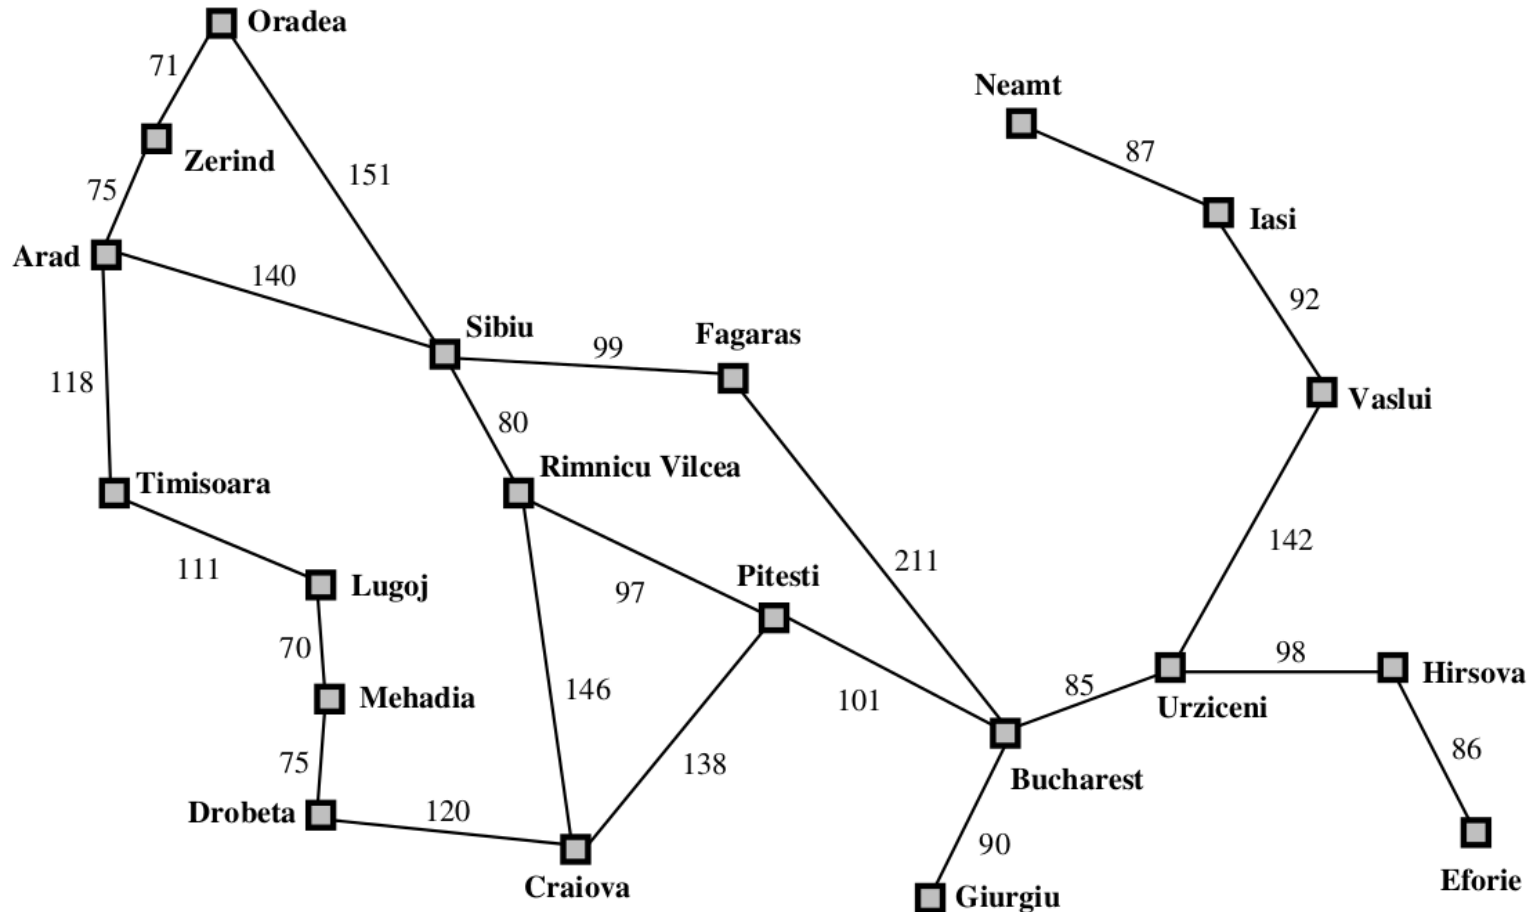 Oradea
71
Neamt
87
Zerind
151
75
Iasi
Arad
140
92
Sibiu
99
Fagaras
118
Vaslui
80
Rimnicu Vilcea
Timisoara
142
211
111
Lugoj
97
Pitesti
70
98
Hirsova
146
101
85
Urziceni
Mehadia
86
75
138
Bucharest
Drobeta
120
90
Eforie
Craiova
Giurgiu